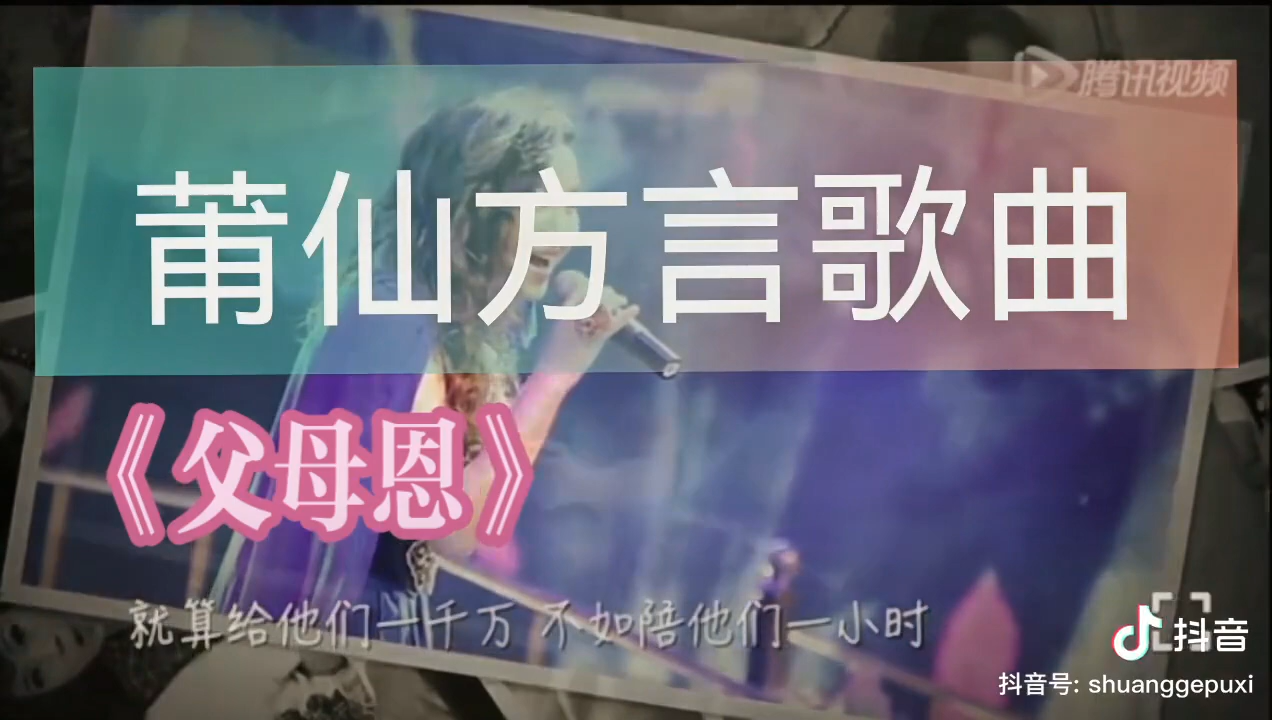 腾讯视频
莆仙方言歌曲
《父母恩》
就算给他们一千万 不如陪他们一小时
抖音
抖音号: shuanggepuxi